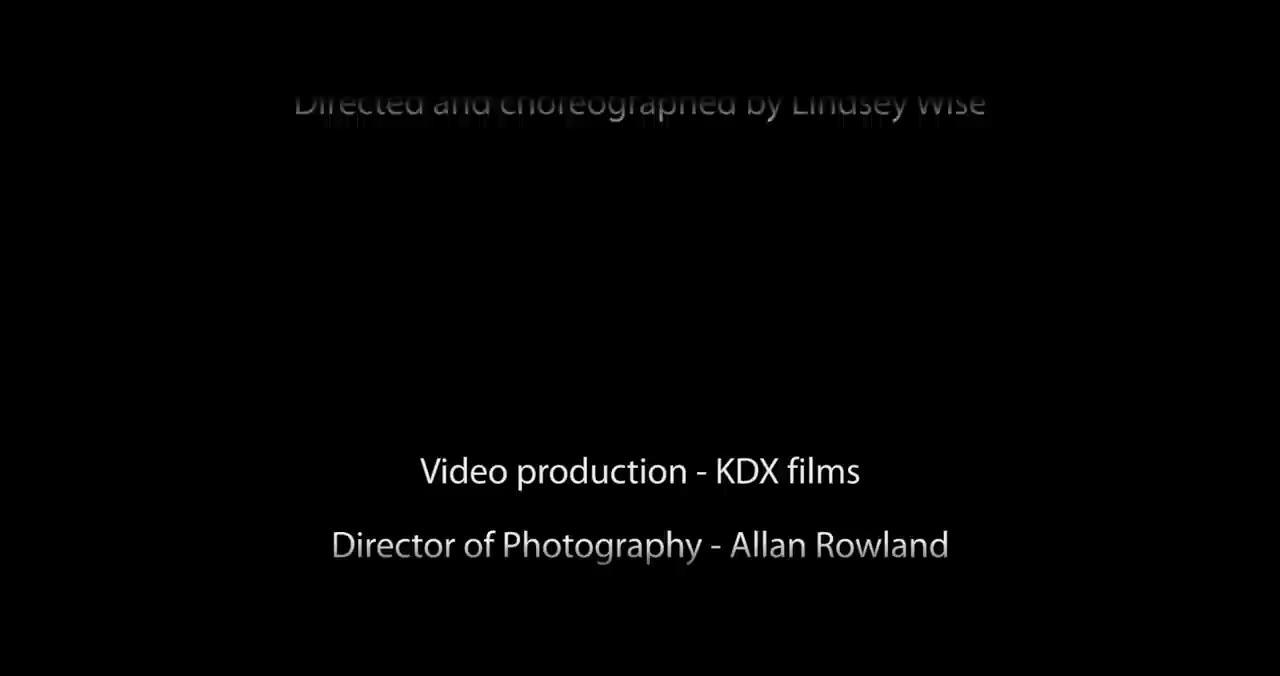 Directed and choreographed by Lindsey Wise
Video production - KDX films
Director of Photography - Allan Rowland